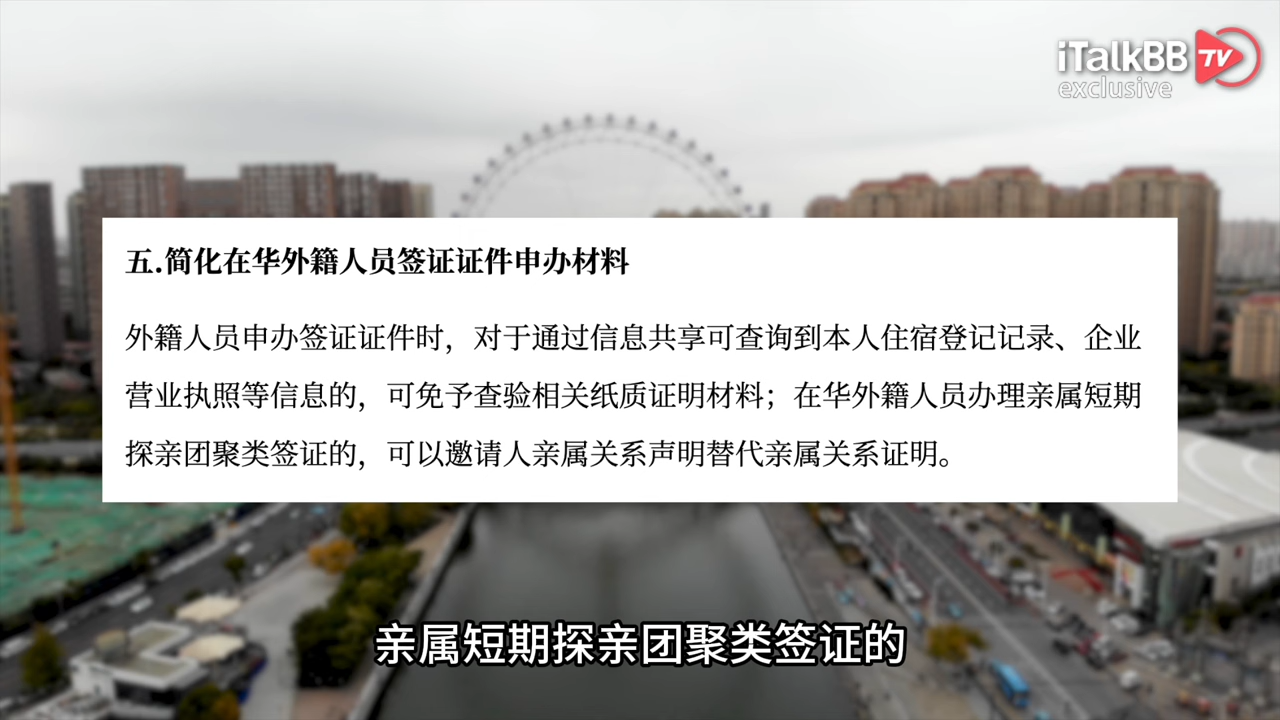 iTalkBB TV
exclusive
五.简化在华外籍人员签证证件申办材料
外籍人员申办签证证件时，对于通过信息共享可查询到本人住宿登记记录、企业
营业执照等信息的，可免予查验相关纸质证明材料；在华外籍人员办理亲属短期
探亲团聚类签证的，可以邀请人亲属关系声明替代亲属关系证明。
亲属短期探亲团聚类签证的